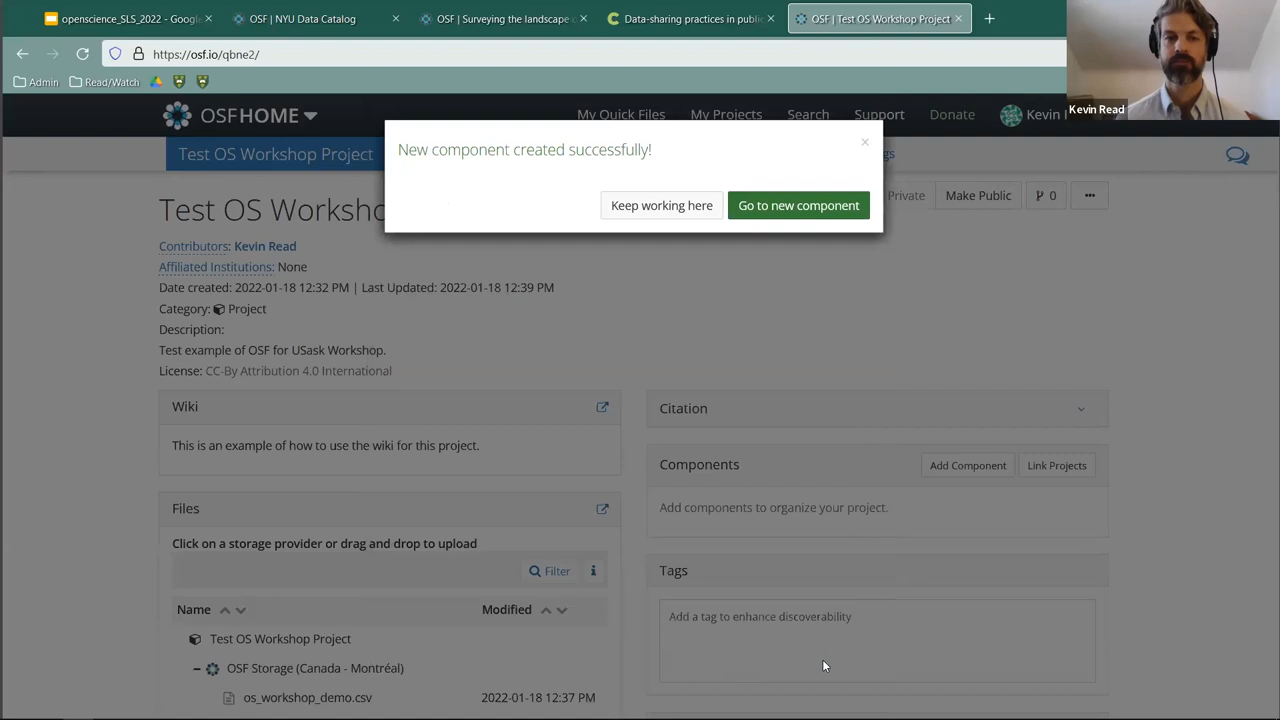 openscience_SLS_2022 - Google
OSF | NYU Data Catalog
OSF | Surveying the landscape
Data-sharing practices in publi
OSF | Test OS Workshop Project
https://osf.io/qbne2/
Admin
Read/Watch
Kevin Read
OSFHOME
My Quick Files
My Projects
Search
Support
Donate
Kevin
Test OS Workshop Project
New component created successfully!
Keep working here
Go to new component
Private
Make Public
0
Test OS Worksho
Contributors: Kevin Read
Affiliated Institutions: None
Date created: 2022-01-18 12:32 PM | Last Updated: 2022-01-18 12:39 PM
Category: Project
Description:
Test example of OSF for USask Workshop.
License: CC-By Attribution 4.0 International
Wiki
This is an example of how to use the wiki for this project.
Files
Click on a storage provider or drag and drop to upload
Filter
Name
Modified
Test OS Workshop Project
OSF Storage (Canada - Montréal)
os_workshop_demo.csv
2022-01-18 12:37 PM
Citation
Components
Add Component
Link Projects
Add components to organize your project.
Tags
Add a tag to enhance discoverability